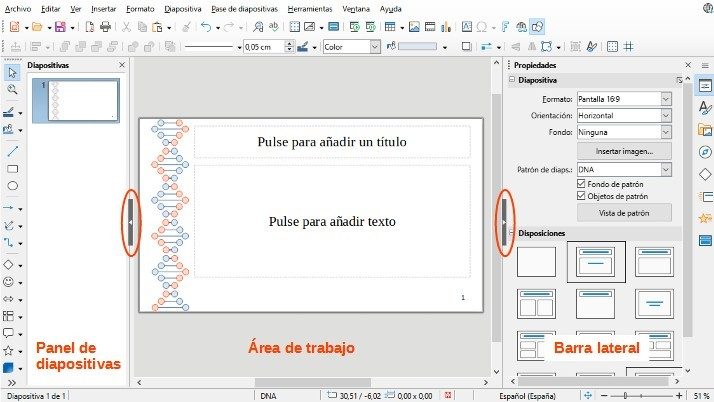 Archivo Editar Ver Insertar Formato Diapositiva Pase de diapositivas Herramientas Ventana Ayuda
0,05 cm Color
Diapositivas
1
Pulse para añadir un título
Pulse para añadir texto
1
Panel de
diapositivas
Área de trabajo
Propiedades
Diapositiva
Formato: Pantalla 16:9
Orientación: Horizontal
Fondo: Ninguna
Insertar imagen...
Patrón de diaps.: DNA
Fondo de patrón
Objetos de patrón
Vista de patrón
Disposiciones
Barra lateral
Diapositiva 1 de 1 DNA 30,51 / -6,02 0,00 x 0,00 Español (España) 51 %